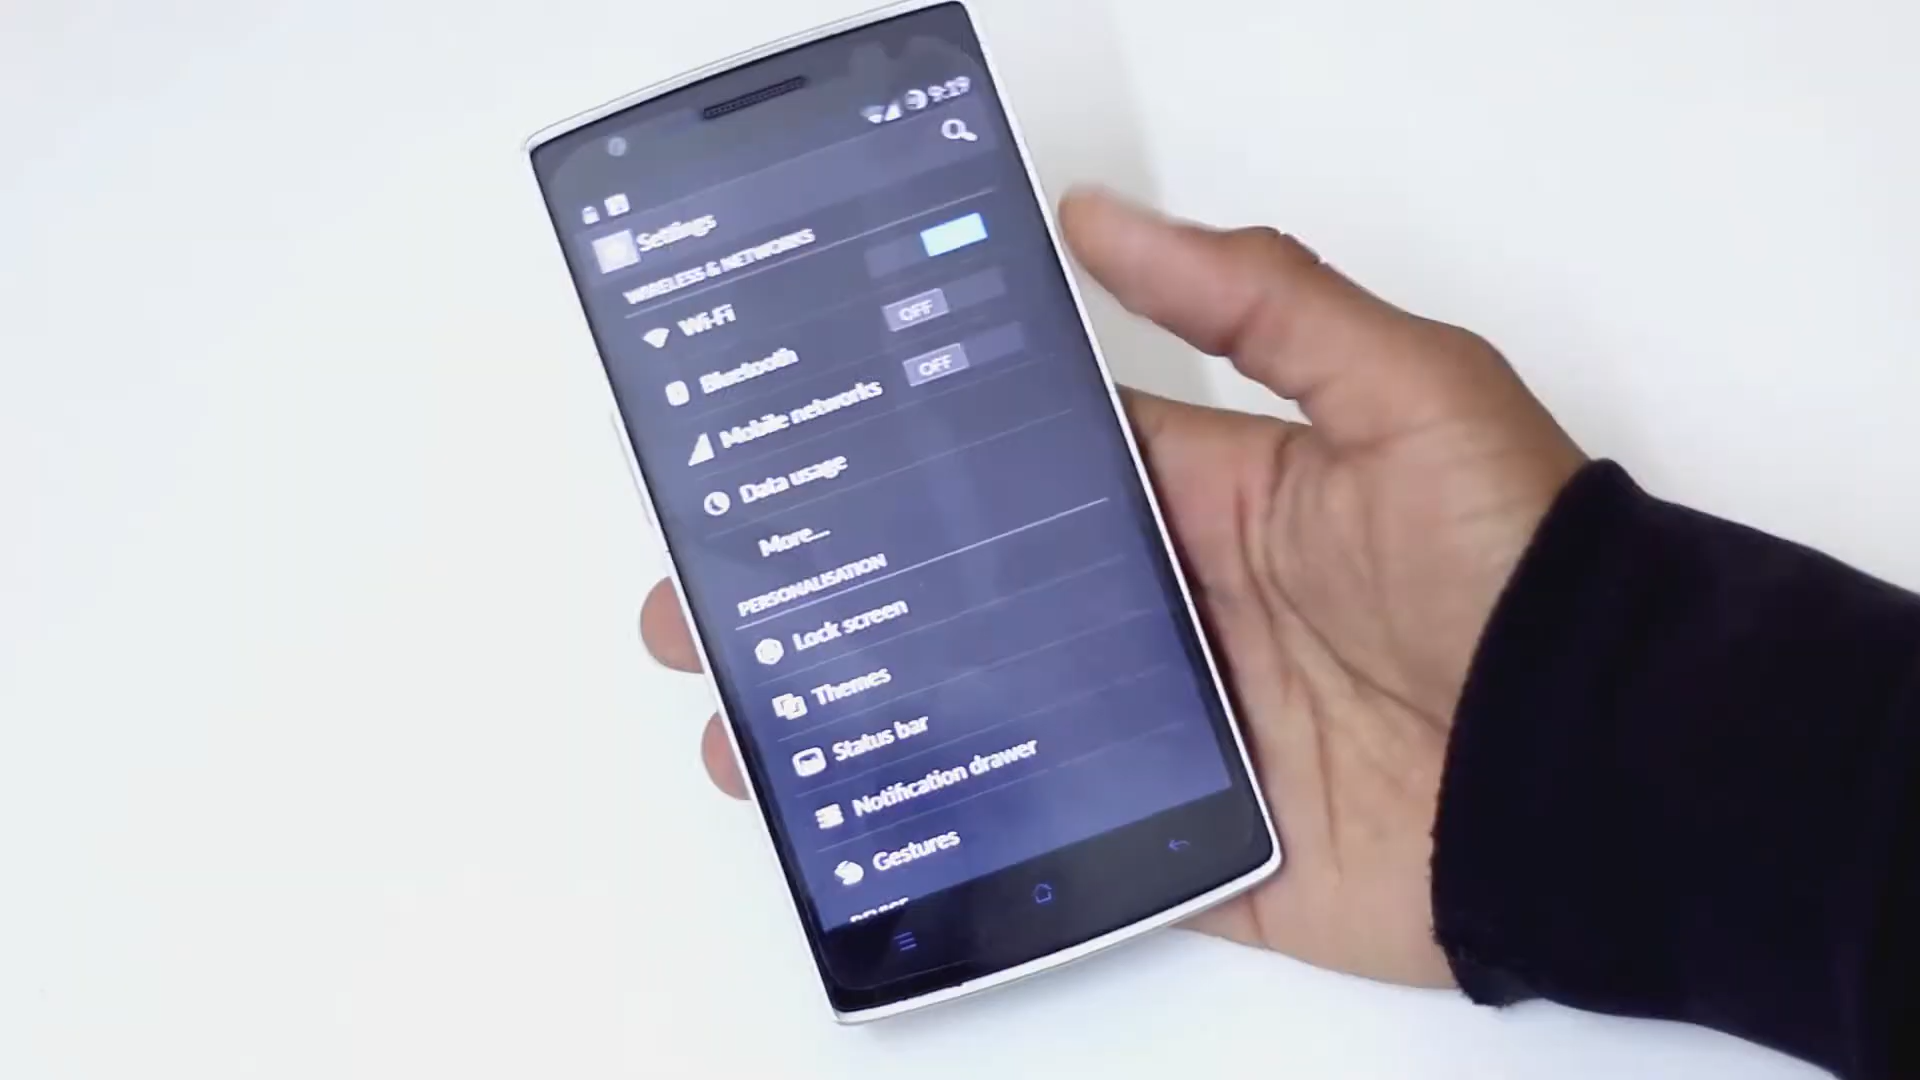 9:19
Settings
WIRELESS & NETWORKS
Wi-Fi
Bluetooth OFF
Mobile networks OFF
Data usage
More...
PERSONALISATION
Lock screen
Themes
Status bar
Notification drawer
Gestures